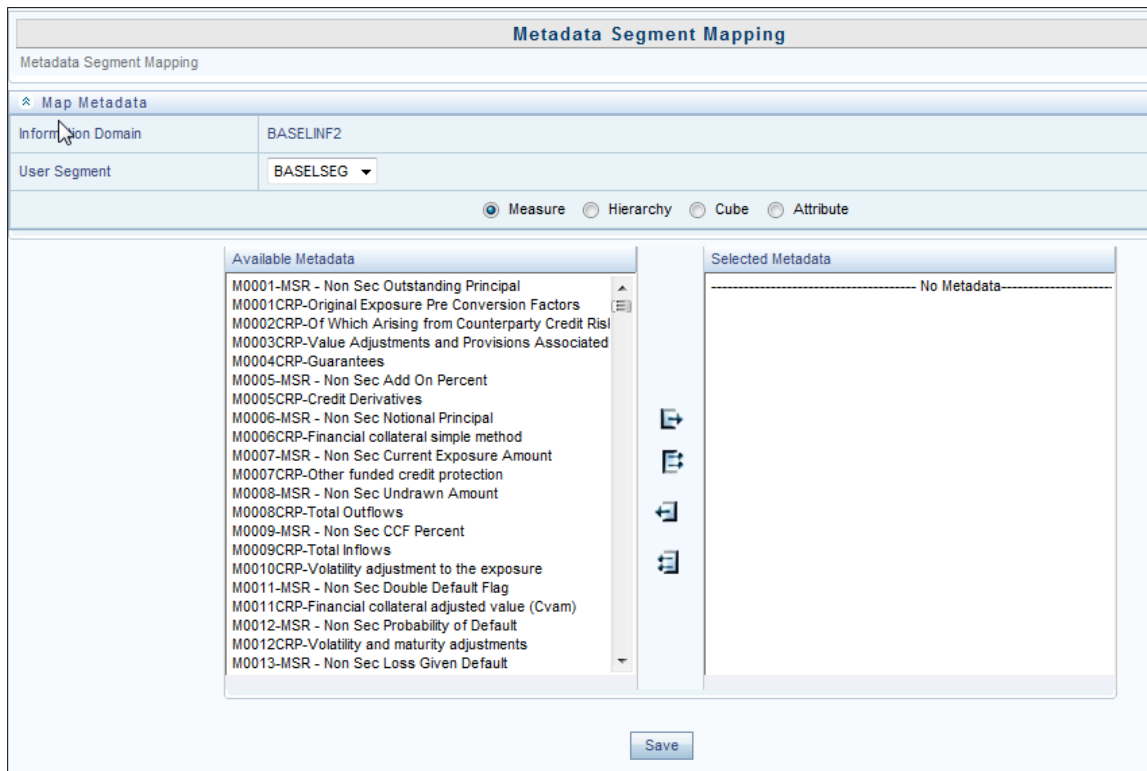 Metadata Segment Mapping
Metadata Segment Mapping
Map Metadata
Information Domain BASELINF2
User Segment BASELSEG
Measure Hierarchy Cube Attribute
Available Metadata
M0001-MSR - Non Sec Outstanding Principal
M0001CRP-Original Exposure Pre Conversion Factors
M0002CRP-Of Which Arising from Counterparty Credit Risl
M0003CRP-Value Adjustments and Provisions Associated
M0004CRP-Guarantees
M0005-MSR - Non Sec Add On Percent
M0005CRP-Credit Derivatives
M0006-MSR - Non Sec Notional Principal
M0006CRP-Financial collateral simple method
M0007-MSR - Non Sec Current Exposure Amount
M0007CRP-Other funded credit protection
M0008-MSR - Non Sec Undrawn Amount
M0008CRP-Total Outflows
M0009-MSR - Non Sec CCF Percent
M0009CRP-Total Inflows
M0010CRP-Volatility adjustment to the exposure
M0011-MSR - Non Sec Double Default Flag
M0011CRP-Financial collateral adjusted value (Cvam)
M0012-MSR - Non Sec Probability of Default
M0012CRP-Volatility and maturity adjustments
M0013-MSR - Non Sec Loss Given Default
Selected Metadata
--------------------------------------- No Metadata---------------------
Save